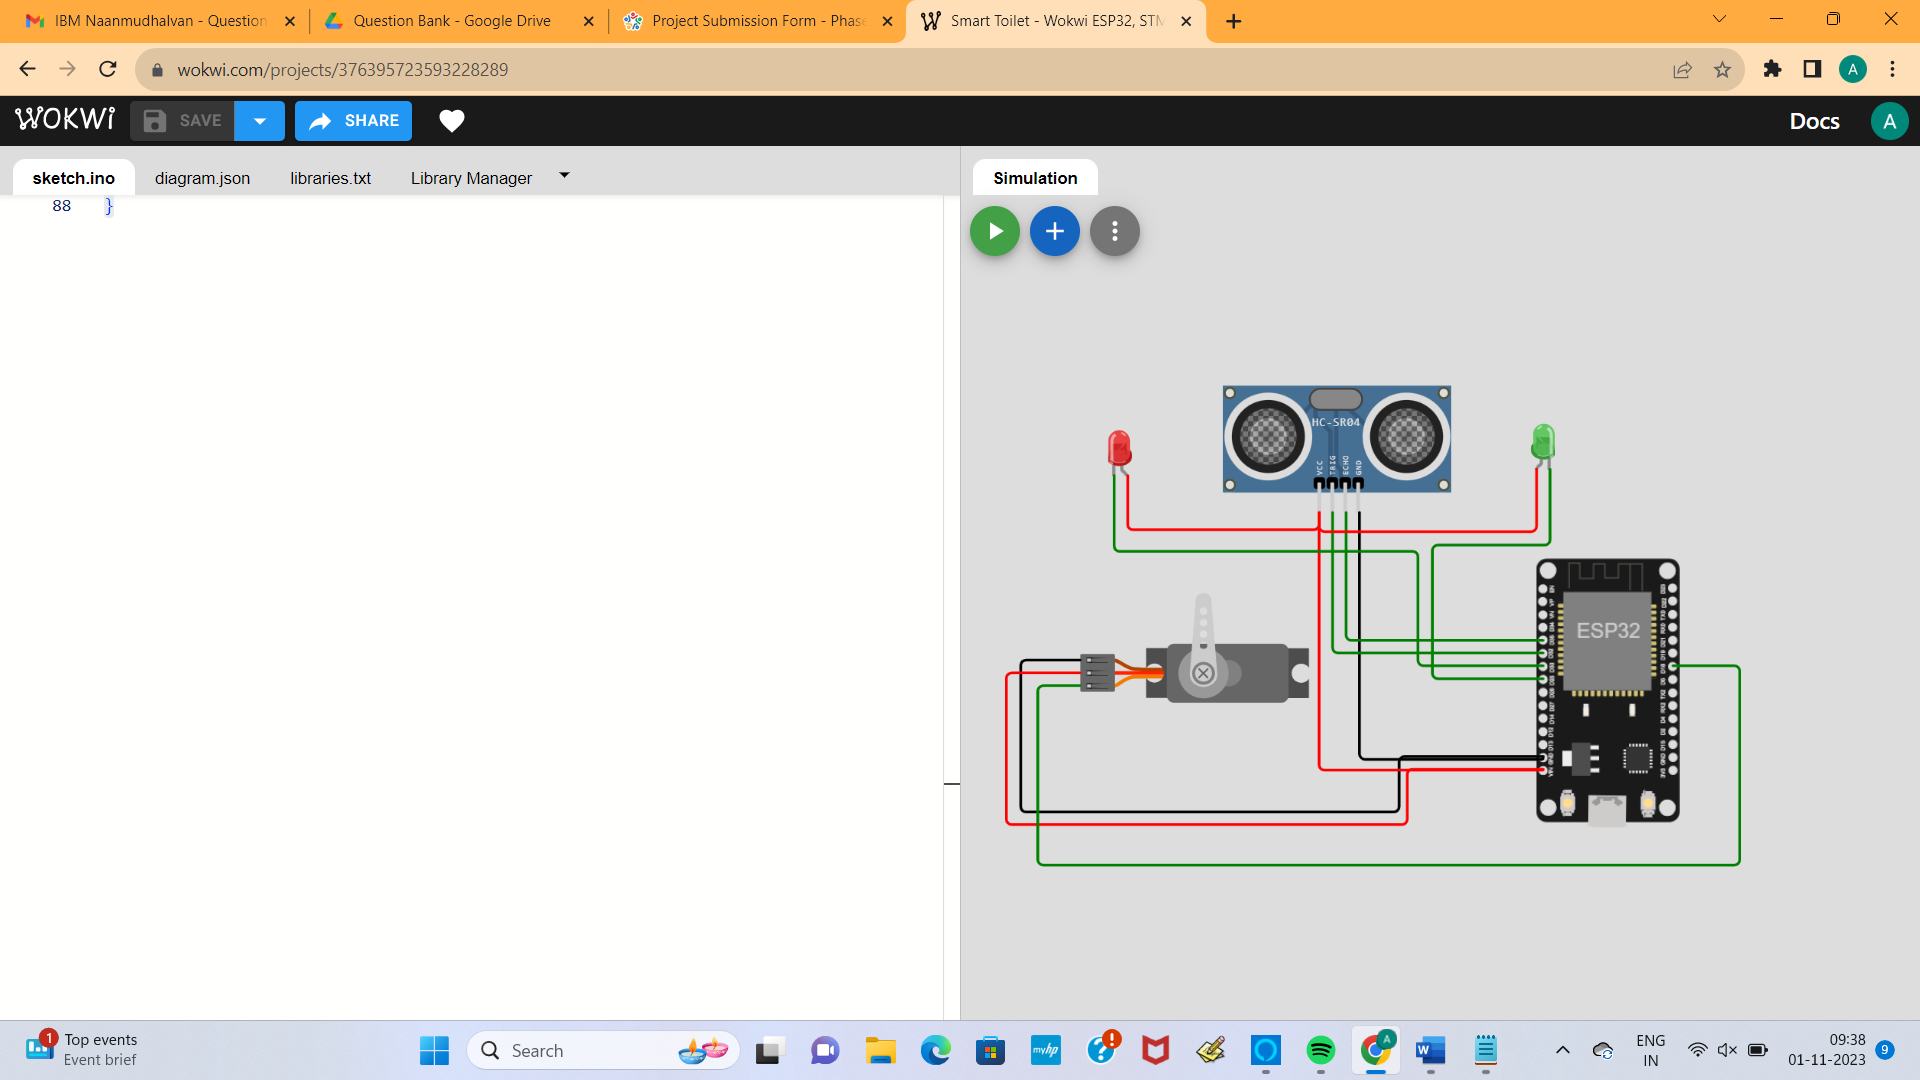 IBM Naanmudhalvan - Question
Question Bank - Google Drive
Project Submission Form - Phase
Smart Toilet - Wokwi ESP32, STM
wokwi.com/projects/376395723593228289
A
WOKWi
SAVE
SHARE
Docs
A
sketch.ino
diagram.json
libraries.txt
Library Manager
Simulation
88 }
HC-SR04
VCC
TRIG
ECHO
GND
ESP32
1
Top events
Event brief
Search
myhp
A
W
ENG
IN
09:38
01-11-2023
9